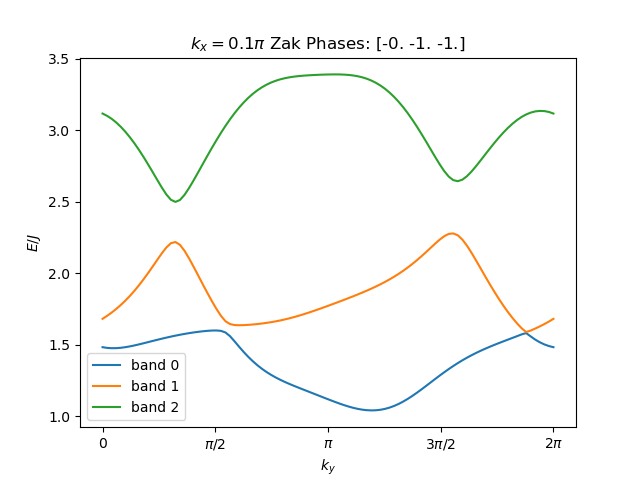 kₓ = 0.1π Zak Phases: [-0. -1. -1.]
3.5
3.0
2.5
2.0
1.5
1.0
E/J
band 0
band 1
band 2
0 π/2 π 3π/2 2π
k_y